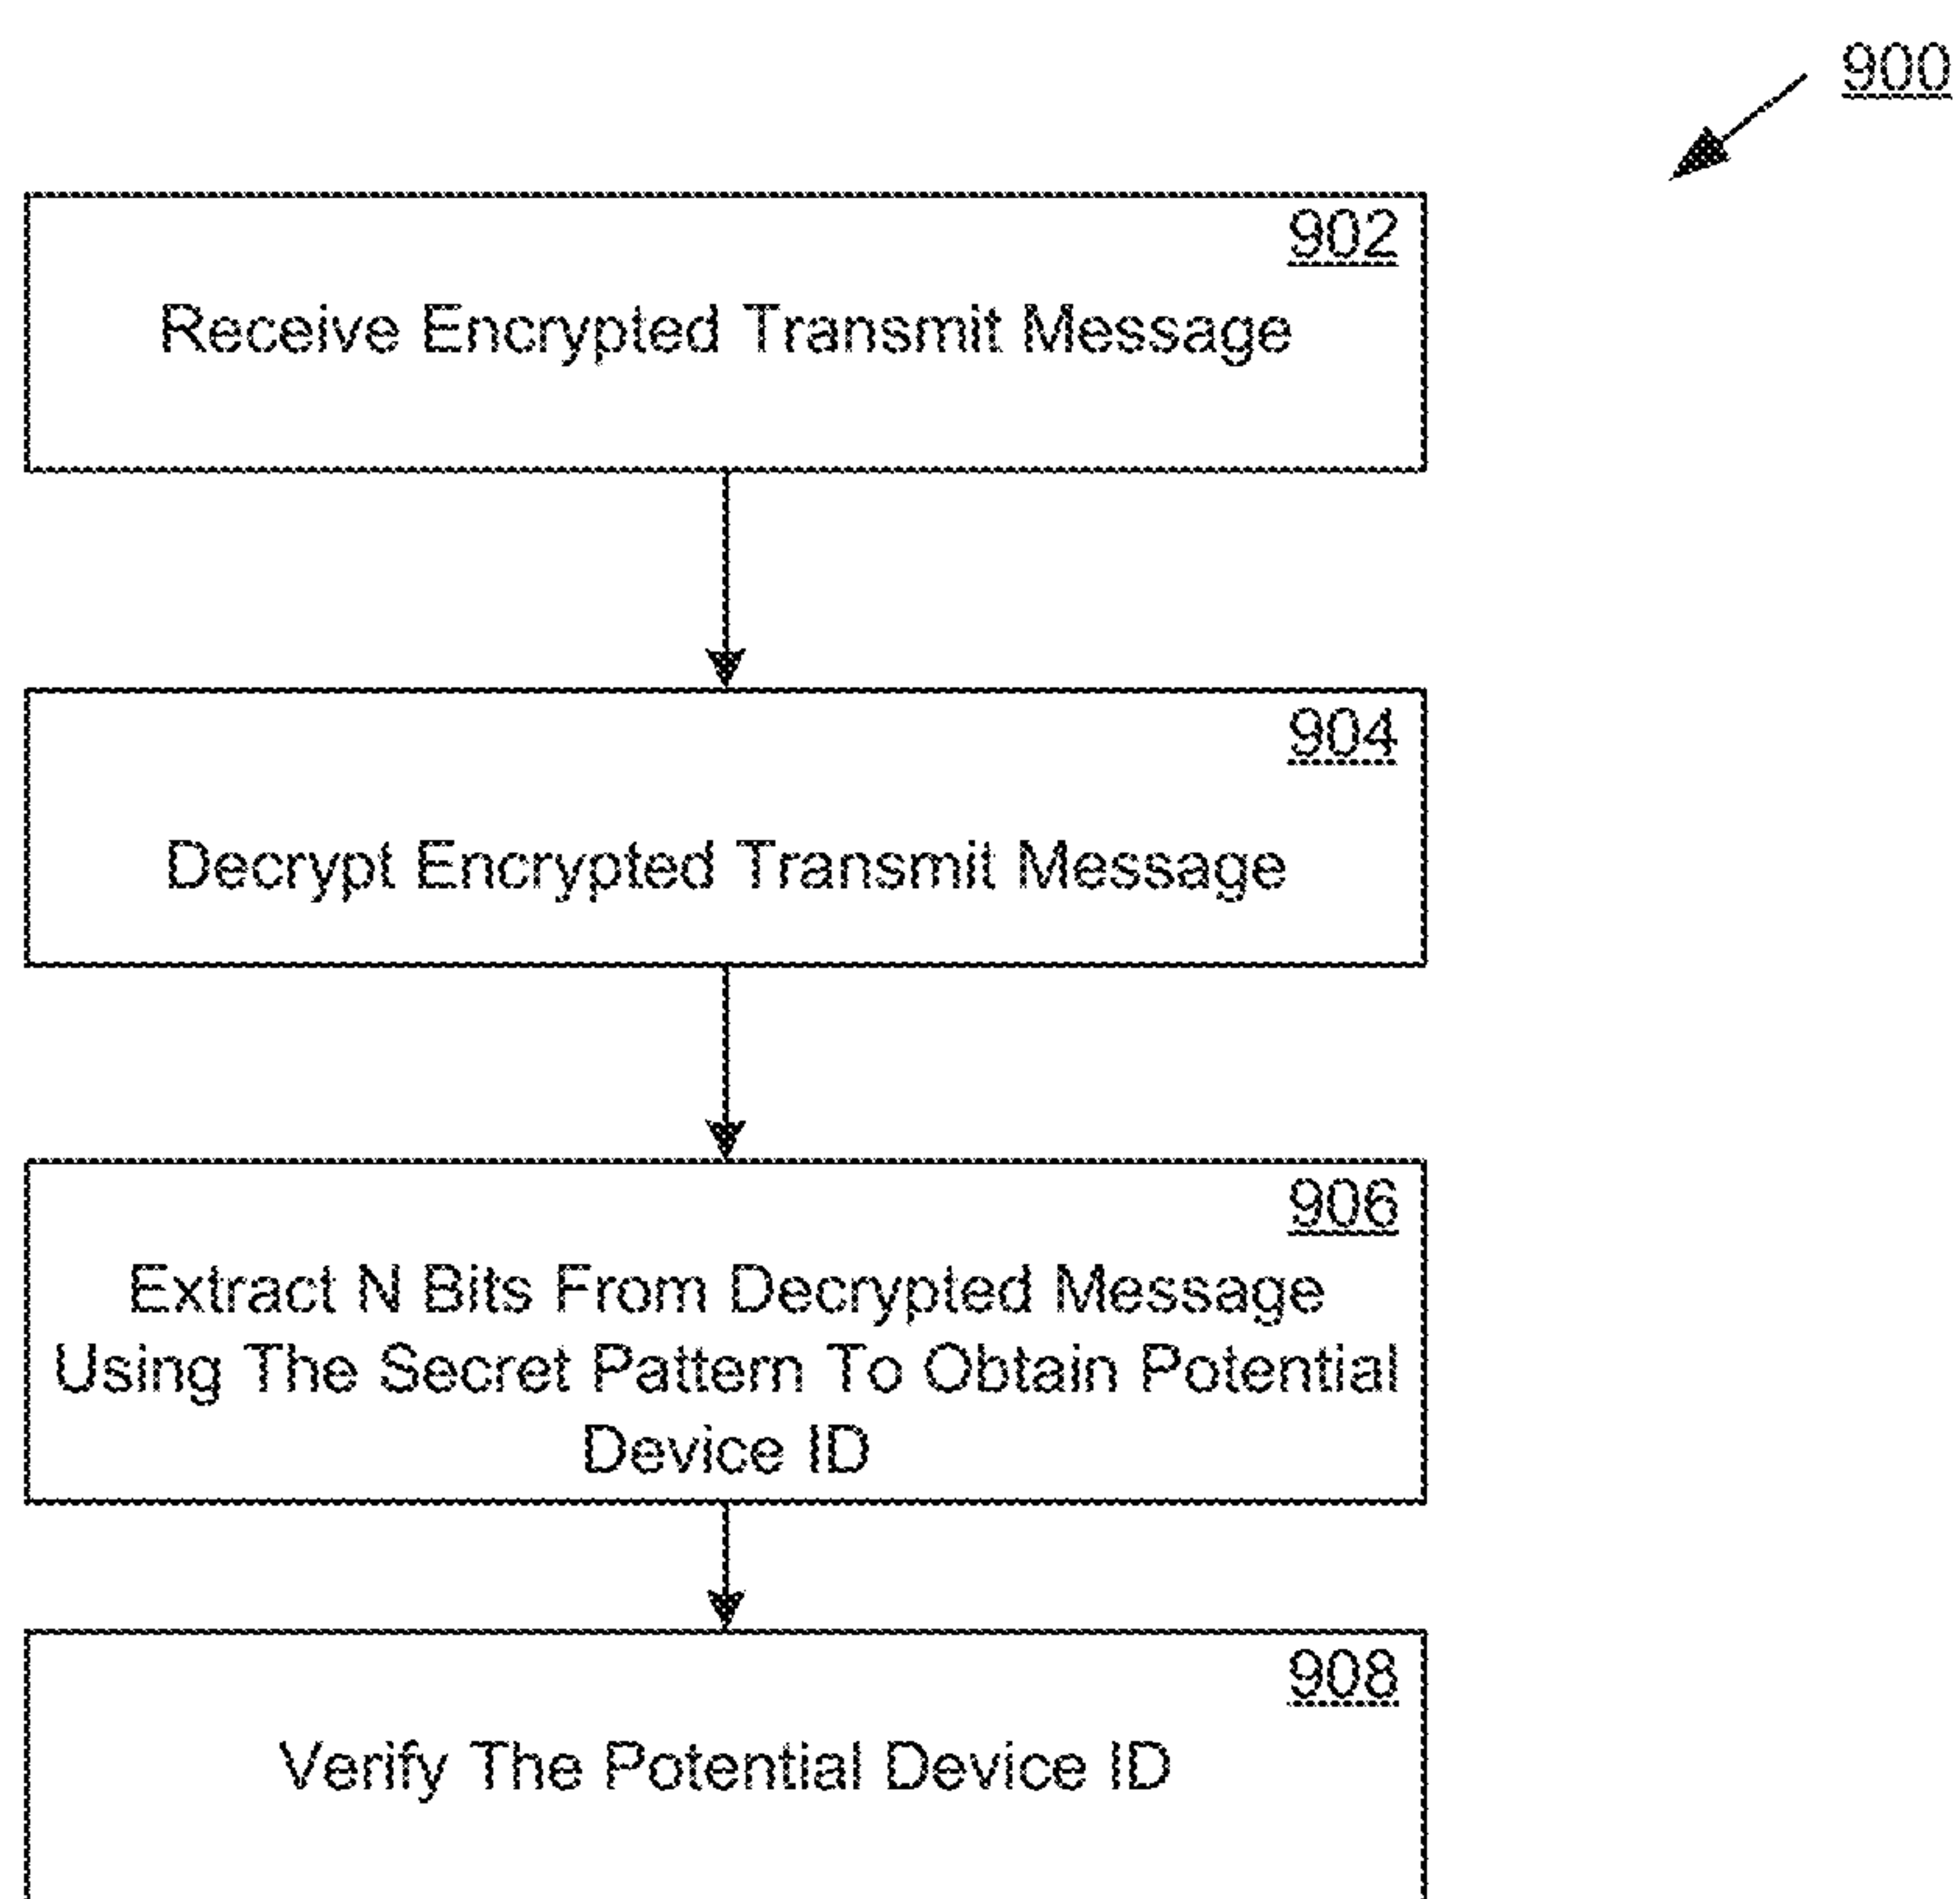 900
902
Receive Encrypted Transmit Message
904
Decrypt Encrypted Transmit Message
906
Extract N Bits From Decrypted Message
Using The Secret Pattern To Obtain Potential
Device ID
908
Verify The Potential Device ID